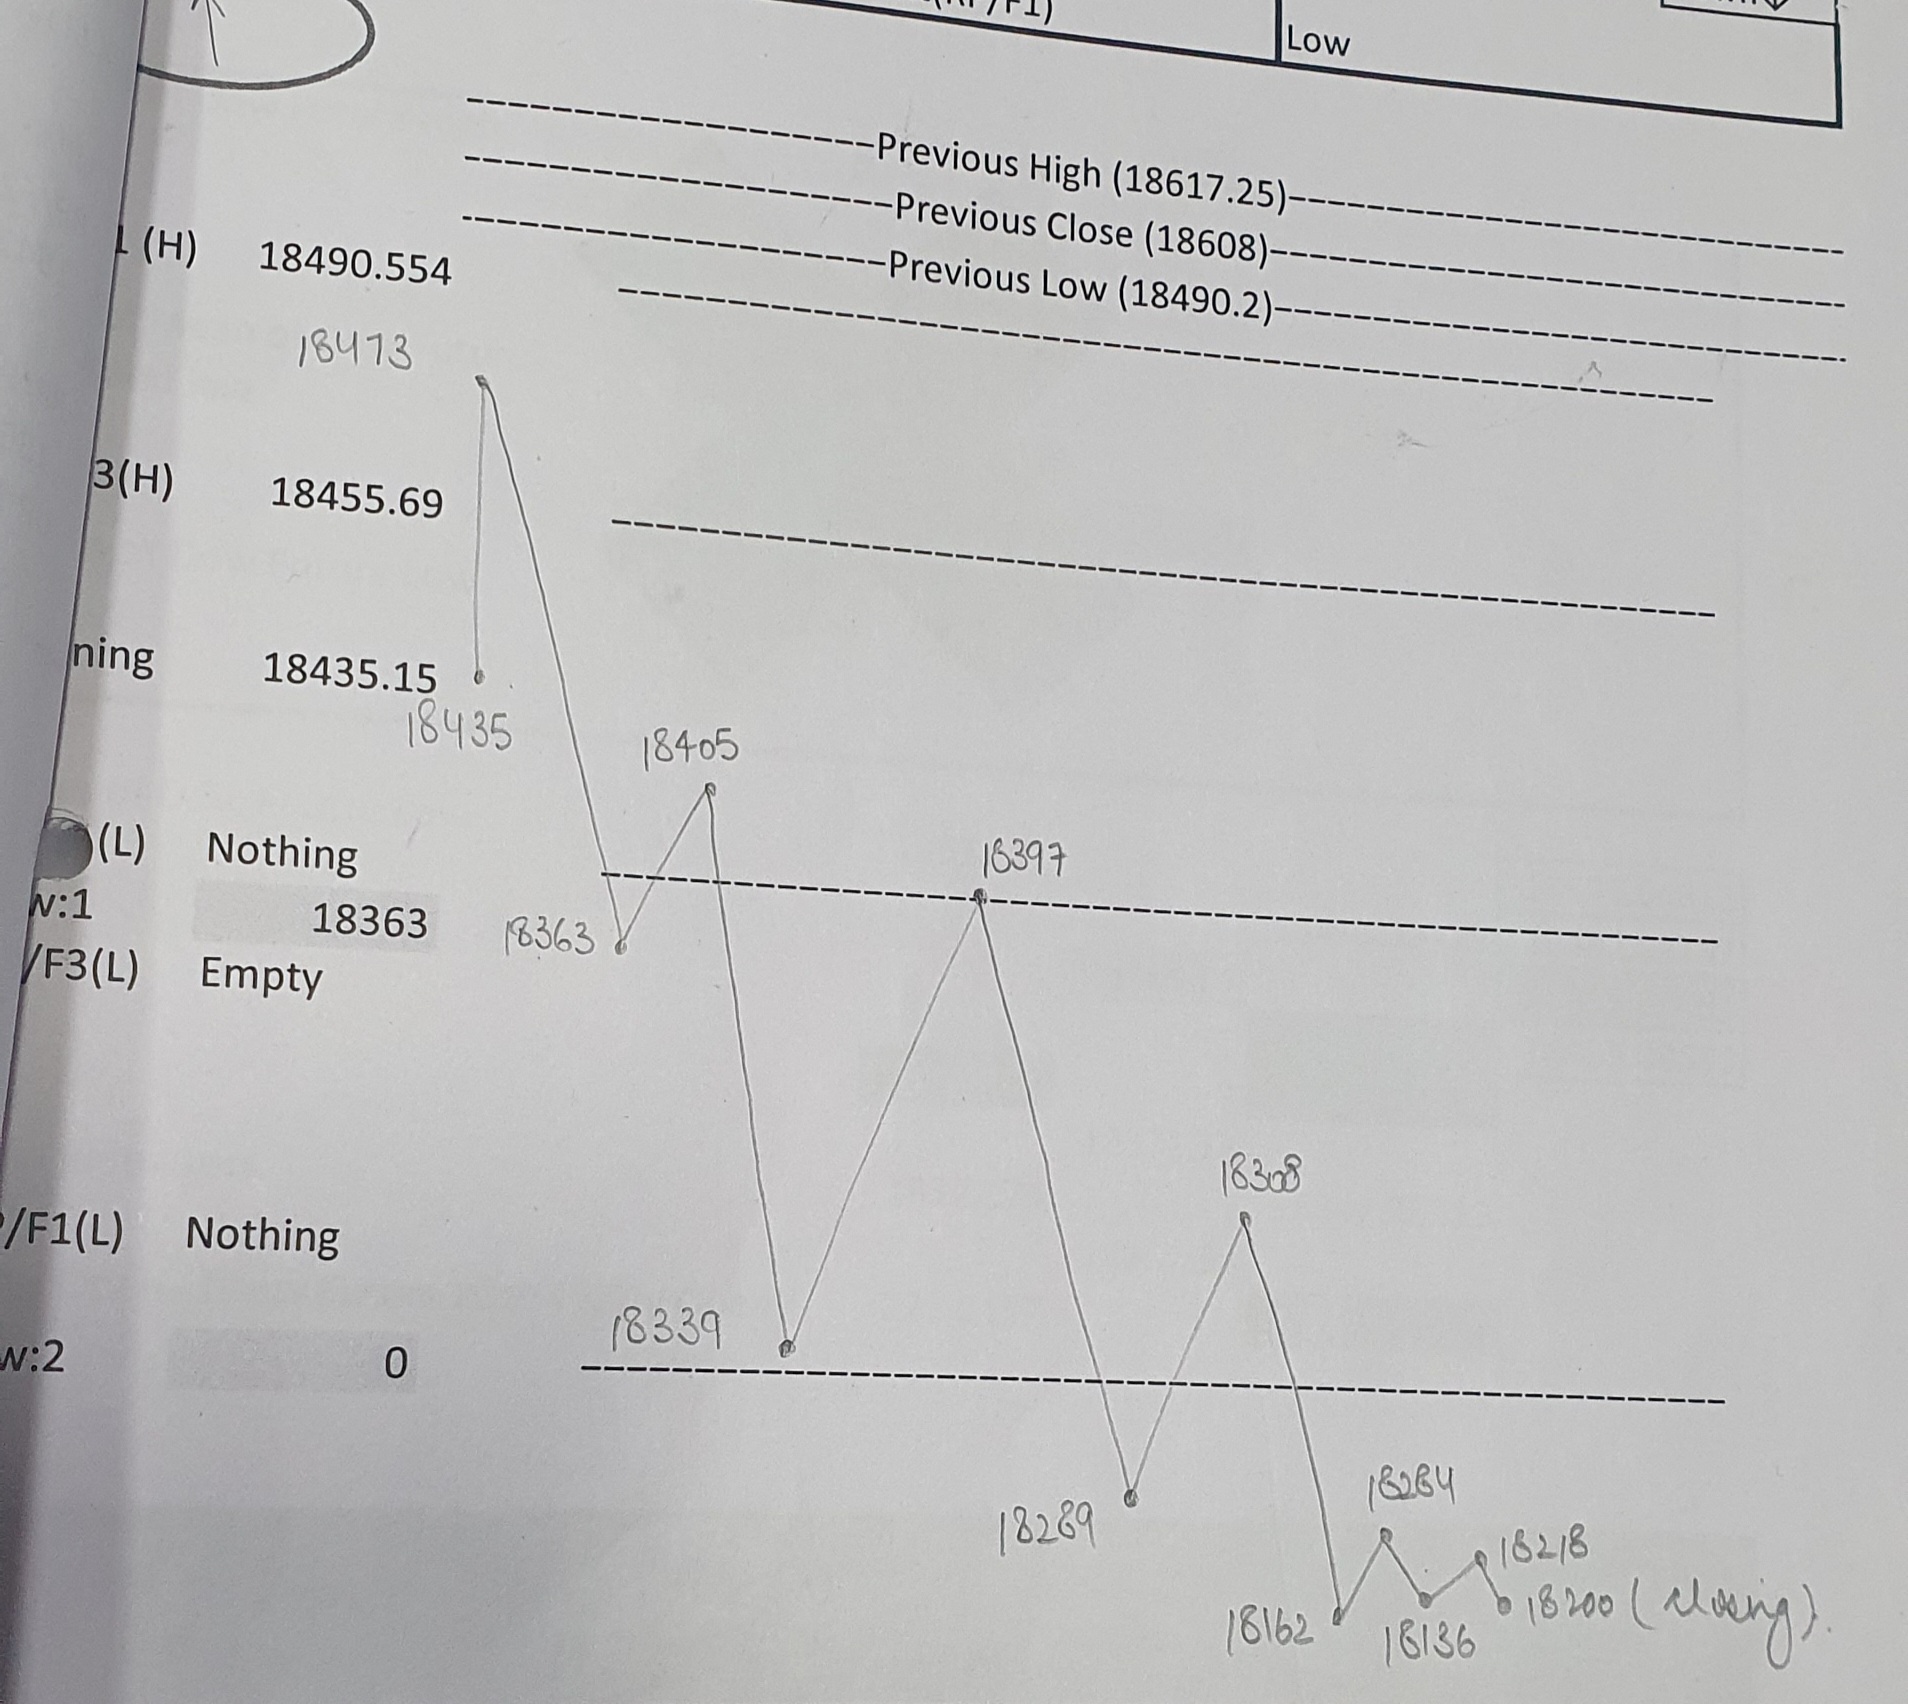 Low
Previous High (18617.25)
Previous Close (18608)
Previous Low (18490.2)
1 (H) 18490.554
18473
3(H) 18455.69
ning 18435.15
18435
18405
(L) Nothing
18397
w:1 18363
18363
/F3(L) Empty
18308
/F1(L) Nothing
18339
w:2 0
18284
18289
18218
18200 (closing).
18162
18136